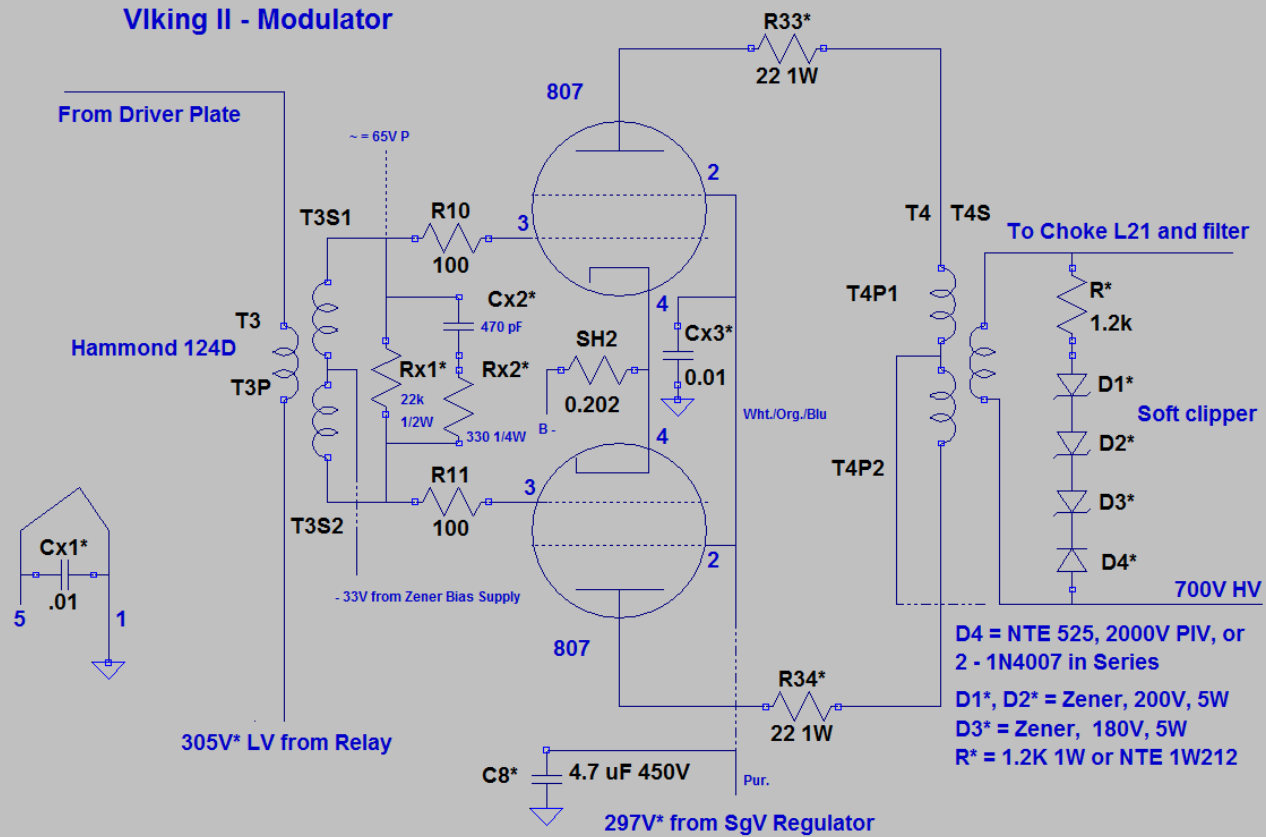 VIking II - Modulator
R33*
22 1W
From Driver Plate
807
~ = 65V P
2
T3S1
R10
3
100
T4
T4S
To Choke L21 and filter
Cx2*
470 pF
4
T4P1
R*
1.2k
T3
Hammond 124D
T3P
Rx1*
22k
1/2W
Rx2*
330 1/4W
SH2
0.202
B -
Cx3*
0.01
D1*
Soft clipper
Wht./Org./Blu
4
D2*
T4P2
R11
3
100
T3S2
D3*
Cx1*
.01
5
1
2
D4*
- 33V from Zener Bias Supply
700V HV
807
D4 = NTE 525, 2000V PIV, or
2 - 1N4007 in Series
R34*
22 1W
D1*, D2* = Zener, 200V, 5W
D3* = Zener, 180V, 5W
R* = 1.2K 1W or NTE 1W212
305V* LV from Relay
C8*
4.7 uF 450V
Pur.
297V* from SgV Regulator